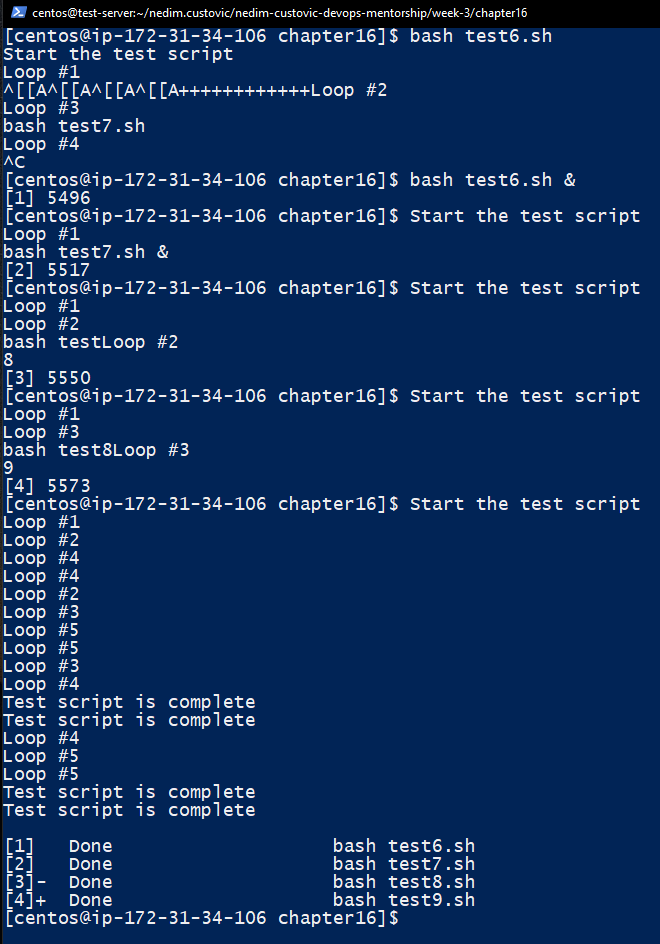 centos@test-server:~/nedim.custovic/nedim-custovic-devops-mentorship/week-3/chapter16
[centos@ip-172-31-34-106 chapter16]$ bash test6.sh
Start the test script
Loop #1
^[[A^[[A^[[A^[[A++++++++++++Loop #2
Loop #3
bash test7.sh
Loop #4
^C
[centos@ip-172-31-34-106 chapter16]$ bash test6.sh &
[1] 5496
[centos@ip-172-31-34-106 chapter16]$ Start the test script
Loop #1
bash test7.sh &
[2] 5517
[centos@ip-172-31-34-106 chapter16]$ Start the test script
Loop #1
Loop #2
bash testLoop #2
8
[3] 5550
[centos@ip-172-31-34-106 chapter16]$ Start the test script
Loop #1
Loop #3
bash test8Loop #3
9
[4] 5573
[centos@ip-172-31-34-106 chapter16]$ Start the test script
Loop #1
Loop #2
Loop #4
Loop #4
Loop #2
Loop #3
Loop #5
Loop #5
Loop #3
Loop #4
Test script is complete
Test script is complete
Loop #4
Loop #5
Loop #5
Test script is complete
Test script is complete
[1]   Done                    bash test6.sh
[2]   Done                    bash test7.sh
[3]-  Done                    bash test8.sh
[4]+  Done                    bash test9.sh
[centos@ip-172-31-34-106 chapter16]$